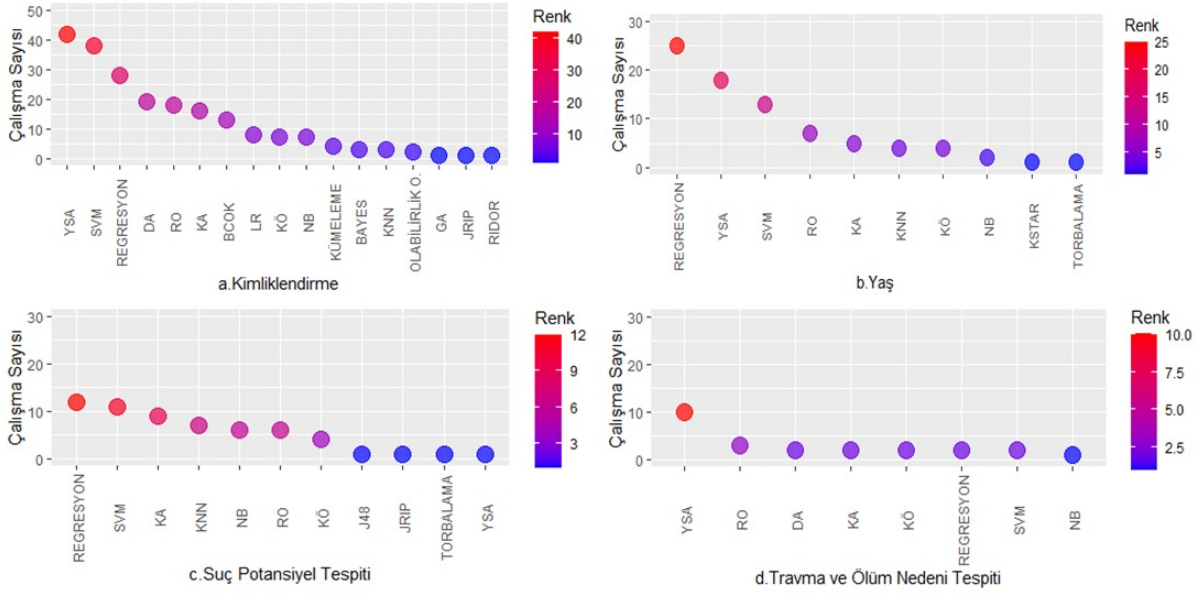 Çalışma Sayısı
50
40
30
20
10
0
YSA
SVM
REGRESYON
DA
RO
KA
BCOK
LR
KÖ
NB
KÜMELEME
BAYES
KNN
OLABİLİRLİK O.
GA
JRIP
RIDOR
a.Kimliklendirme
Renk
40
30
20
10
Çalışma Sayısı
30
20
10
0
REGRESYON
YSA
SVM
RO
KA
KNN
KÖ
NB
KSTAR
TORBALAMA
b.Yaş
Renk
25
20
15
10
5
Çalışma Sayısı
30
20
10
0
REGRESYON
SVM
KA
KNN
NB
RO
KÖ
J48
JRIP
TORBALAMA
YSA
c.Suç Potansiyel Tespiti
Renk
12
9
6
3
Çalışma Sayısı
30
20
10
0
YSA
RO
DA
KA
KÖ
REGRESYON
SVM
NB
d.Travma ve Ölüm Nedeni Tespiti
Renk
10.0
7.5
5.0
2.5